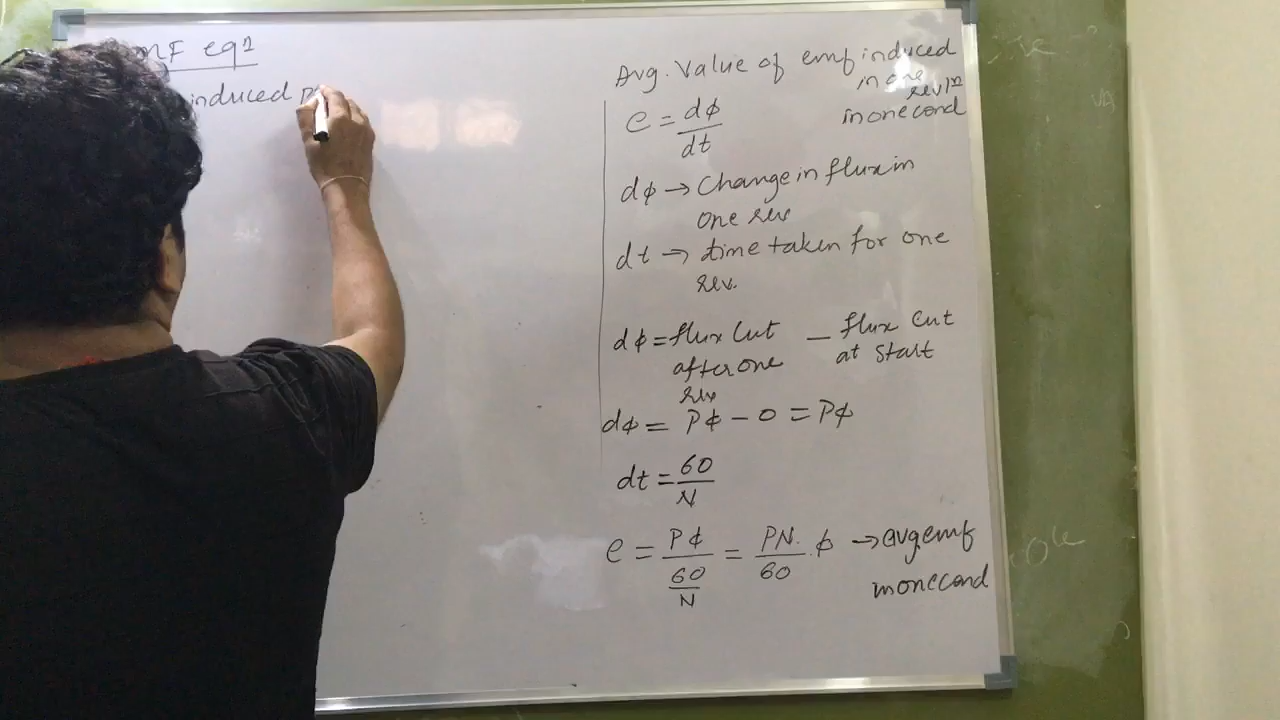 MF eqn
induced
Avg. Value of emf induced
in one
revln
in one cond
e = dφ/dt
dφ → Change in flux in
one rev
dt → time taken for one
rev.
dφ = flux Cut — flux Cut
after one at start
rev
dφ = Pφ - 0 = Pφ
dt = 60/N
e = Pφ/(60/N) = PN/60 . φ → avg emf
in one cond